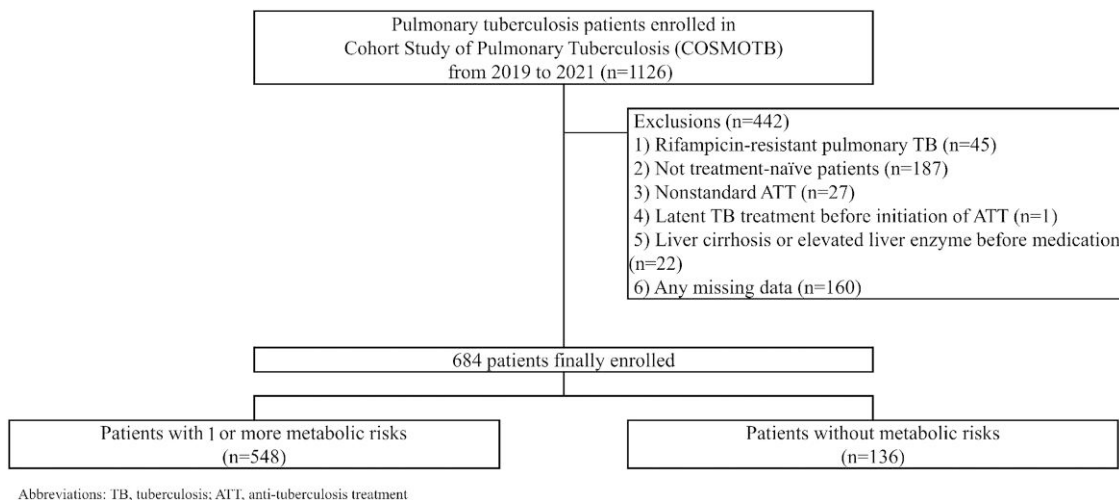 Pulmonary tuberculosis patients enrolled in
Cohort Study of Pulmonary Tuberculosis (COSMOTB)
from 2019 to 2021 (n=1126)
Exclusions (n=442)
1) Rifampicin-resistant pulmonary TB (n=45)
2) Not treatment-naïve patients (n=187)
3) Nonstandard ATT (n=27)
4) Latent TB treatment before initiation of ATT (n=1)
5) Liver cirrhosis or elevated liver enzyme before medication
(n=22)
6) Any missing data (n=160)
684 patients finally enrolled
Patients with 1 or more metabolic risks
(n=548)
Patients without metabolic risks
(n=136)
Abbreviations: TB, tuberculosis; ATT, anti-tuberculosis treatment